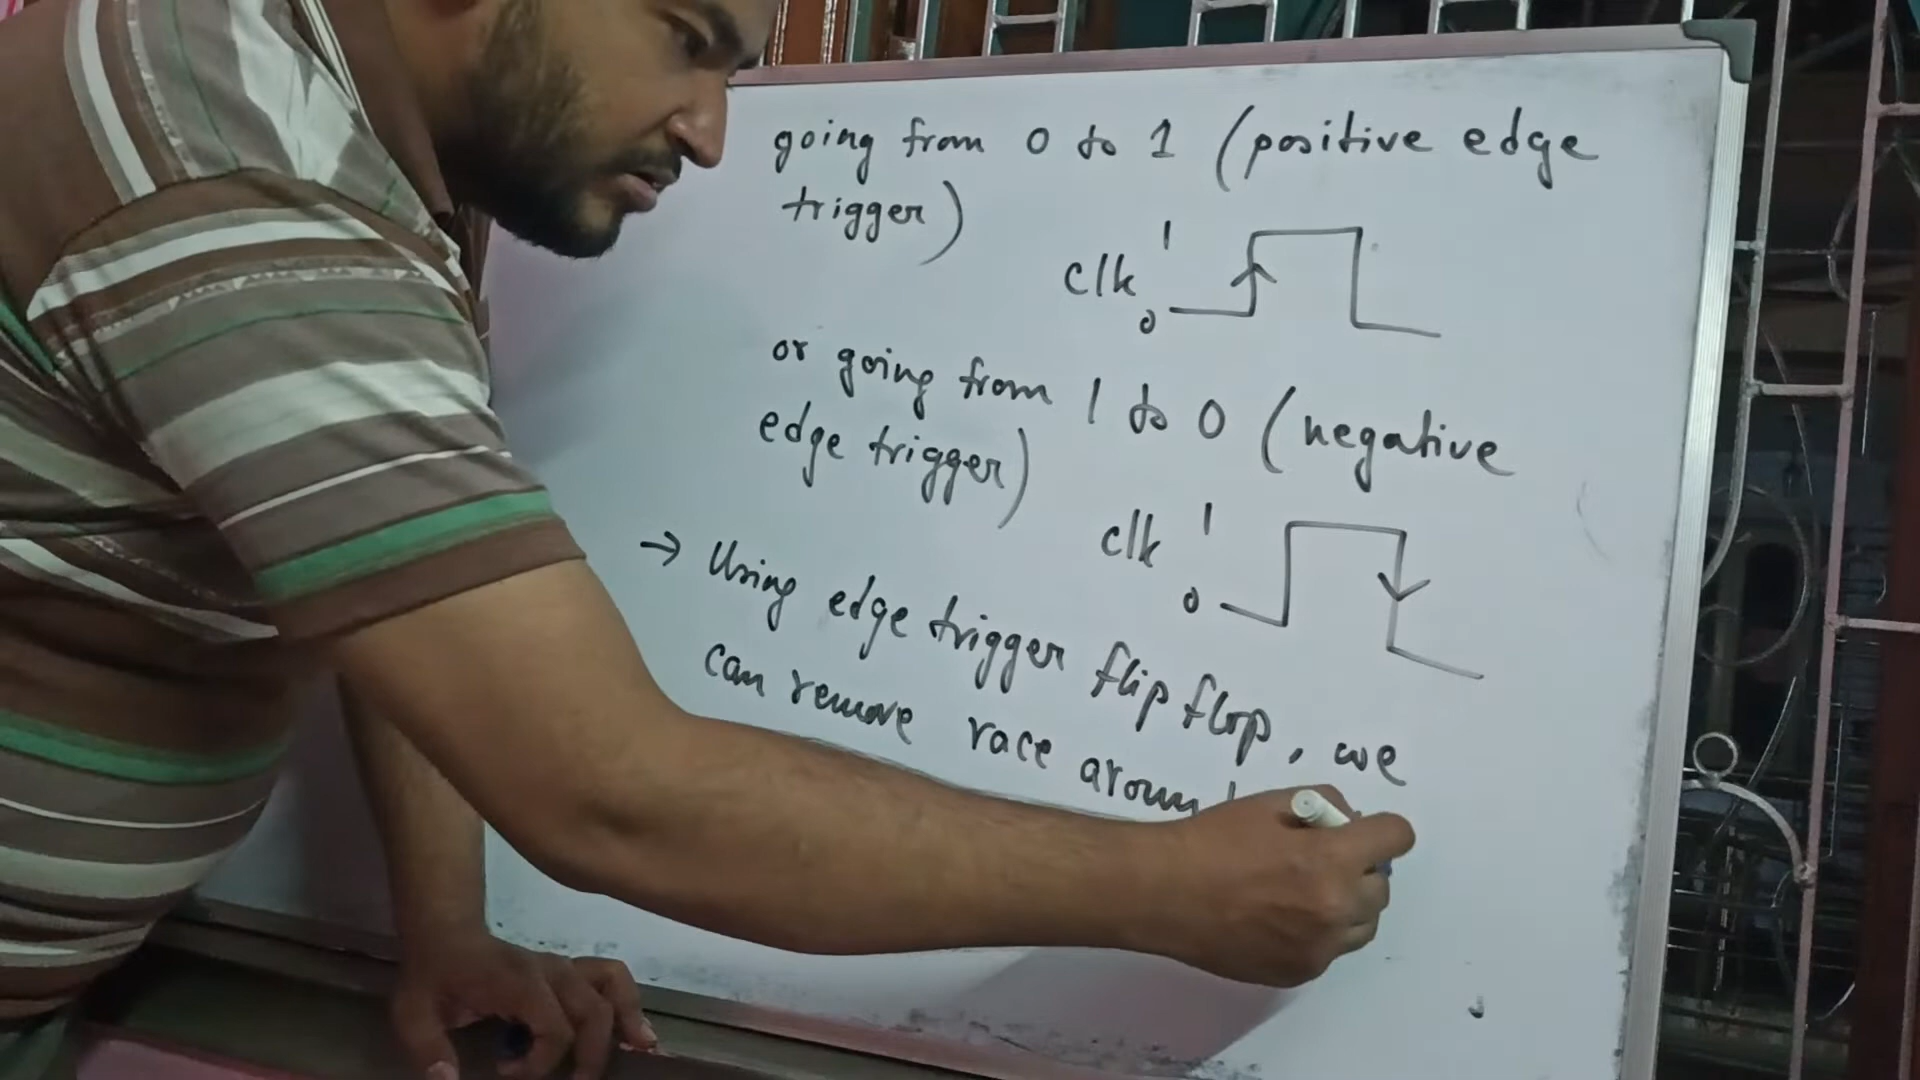 going from 0 to 1 (positive edge
trigger)
1
clk
0
or going from 1 to 0 (negative
edge trigger)
1
clk
0
→ Using edge trigger flip flop, we
can remove race around